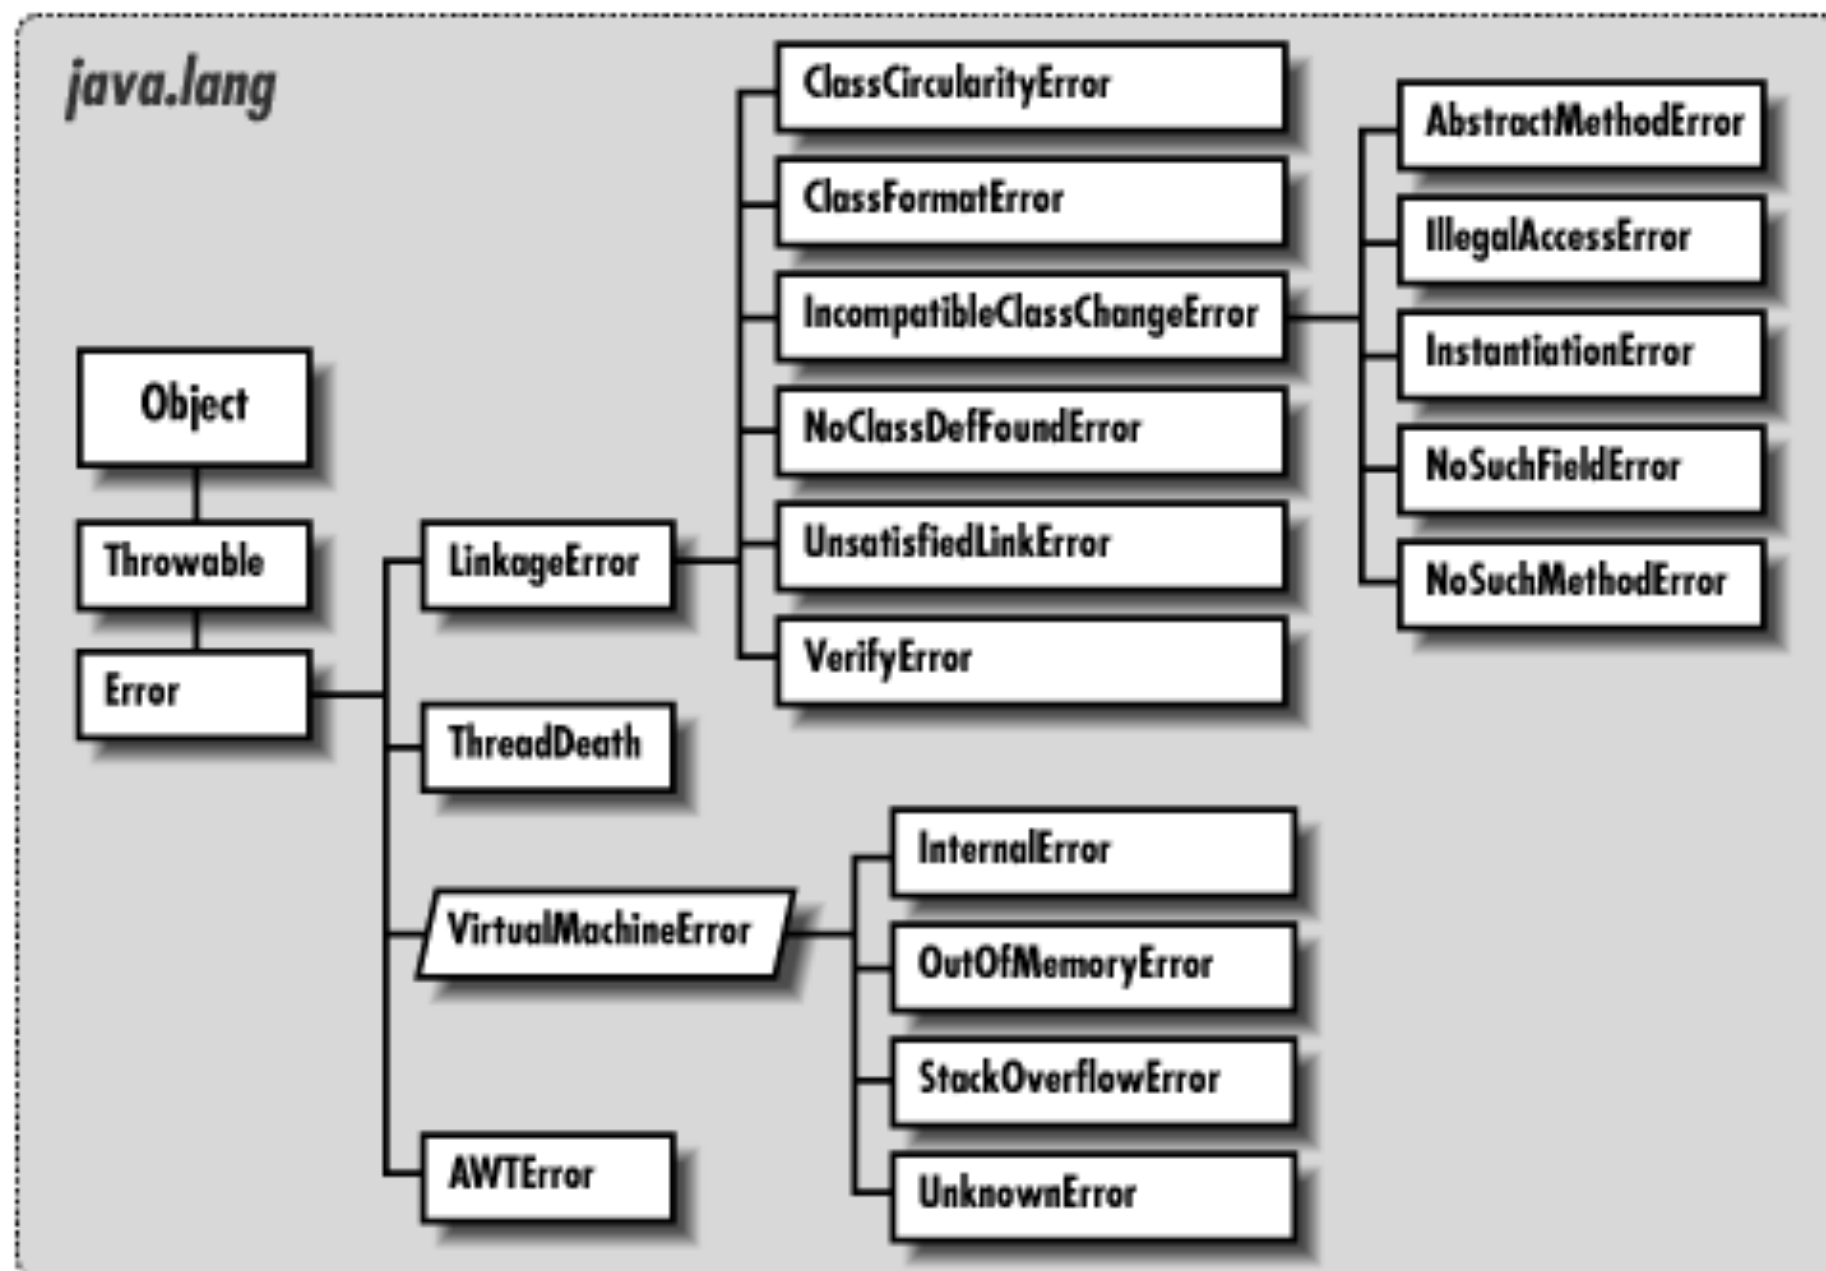 java.lang
Object
Throwable
Error
LinkageError
ThreadDeath
VirtualMachineError
AWTError
ClassCircularityError
ClassFormatError
IncompatibleClassChangeError
NoClassDefFoundError
UnsatisfiedLinkError
VerifyError
AbstractMethodError
IllegalAccessError
InstantiationError
NoSuchFieldError
NoSuchMethodError
InternalError
OutOfMemoryError
StackOverflowError
UnknownError